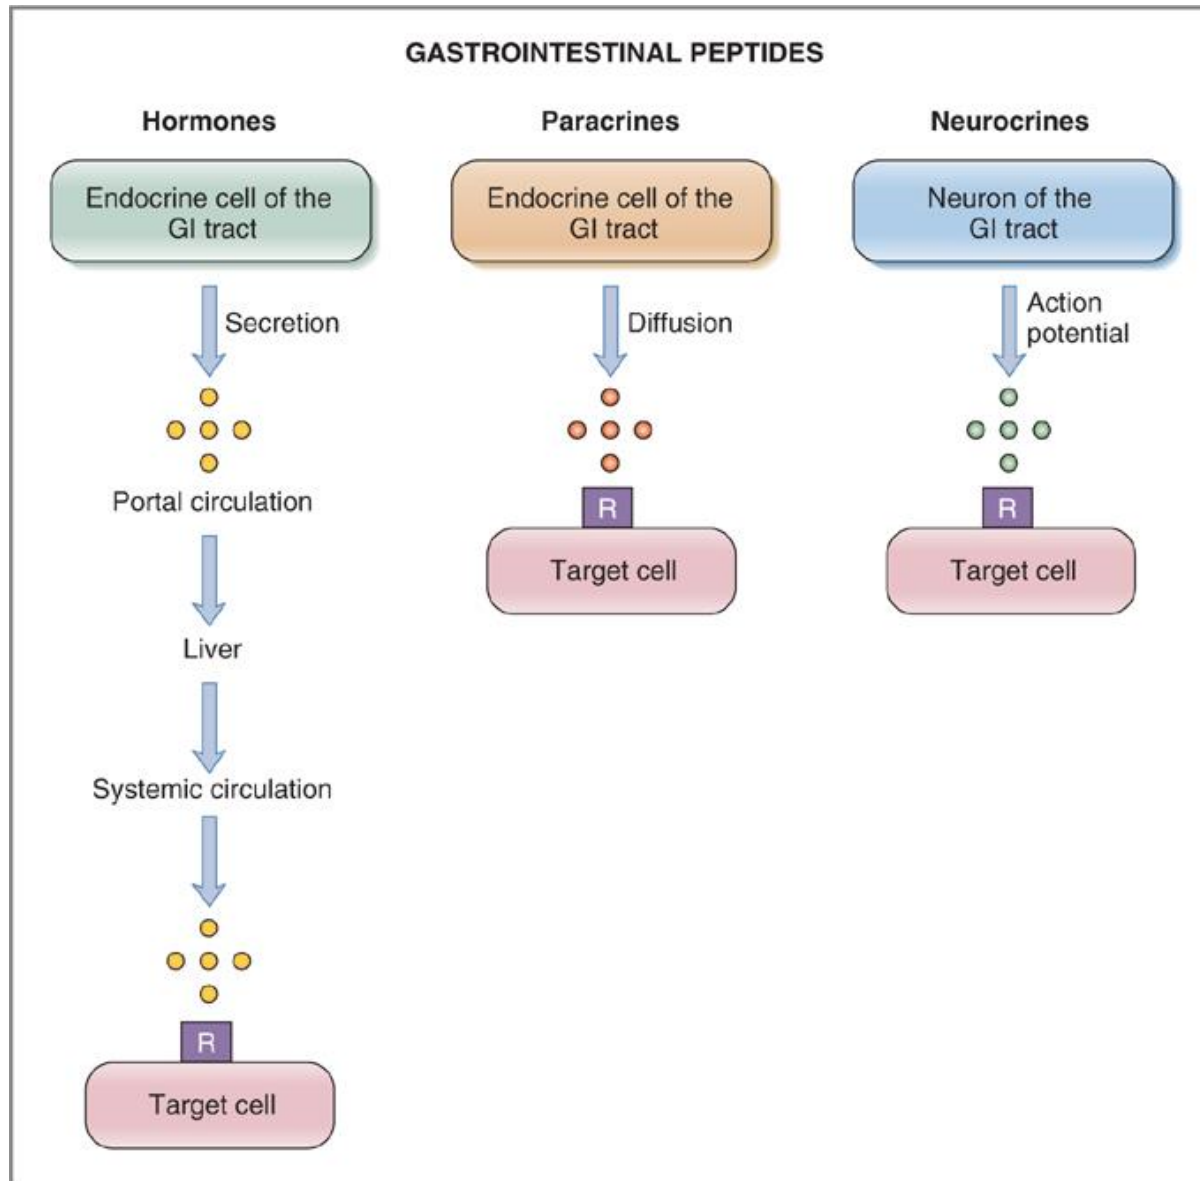 GASTROINTESTINAL PEPTIDES
Hormones
Endocrine cell of the
GI tract
Secretion
Portal circulation
Liver
Systemic circulation
R
Target cell
Paracrines
Endocrine cell of the
GI tract
Diffusion
R
Target cell
Neurocrines
Neuron of the
GI tract
Action
potential
R
Target cell